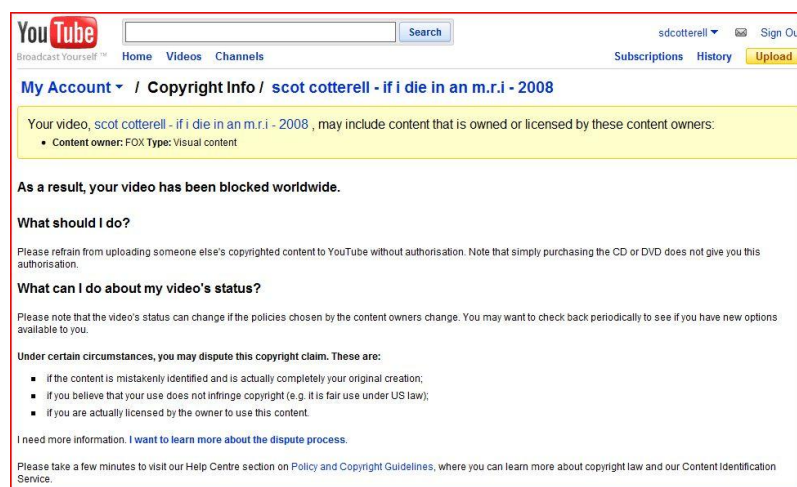 You Tube Search sdcotterell Sign Ou
Broadcast Yourself ™ Home Videos Channels Subscriptions History Upload
My Account / Copyright Info / scot cotterell - if i die in an m.r.i - 2008
Your video, scot cotterell - if i die in an m.r.i - 2008 , may include content that is owned or licensed by these content owners:
• Content owner: FOX Type: Visual content
As a result, your video has been blocked worldwide.
What should I do?
Please refrain from uploading someone else's copyrighted content to YouTube without authorisation. Note that simply purchasing the CD or DVD does not give you this
authorisation.
What can I do about my video's status?
Please note that the video's status can change if the policies chosen by the content owners change. You may want to check back periodically to see if you have new options
available to you.
Under certain circumstances, you may dispute this copyright claim. These are:
▪ if the content is mistakenly identified and is actually completely your original creation;
▪ if you believe that your use does not infringe copyright (e.g. it is fair use under US law);
▪ if you are actually licensed by the owner to use this content.
I need more information. I want to learn more about the dispute process.
Please take a few minutes to visit our Help Centre section on Policy and Copyright Guidelines, where you can learn more about copyright law and our Content Identification
Service.